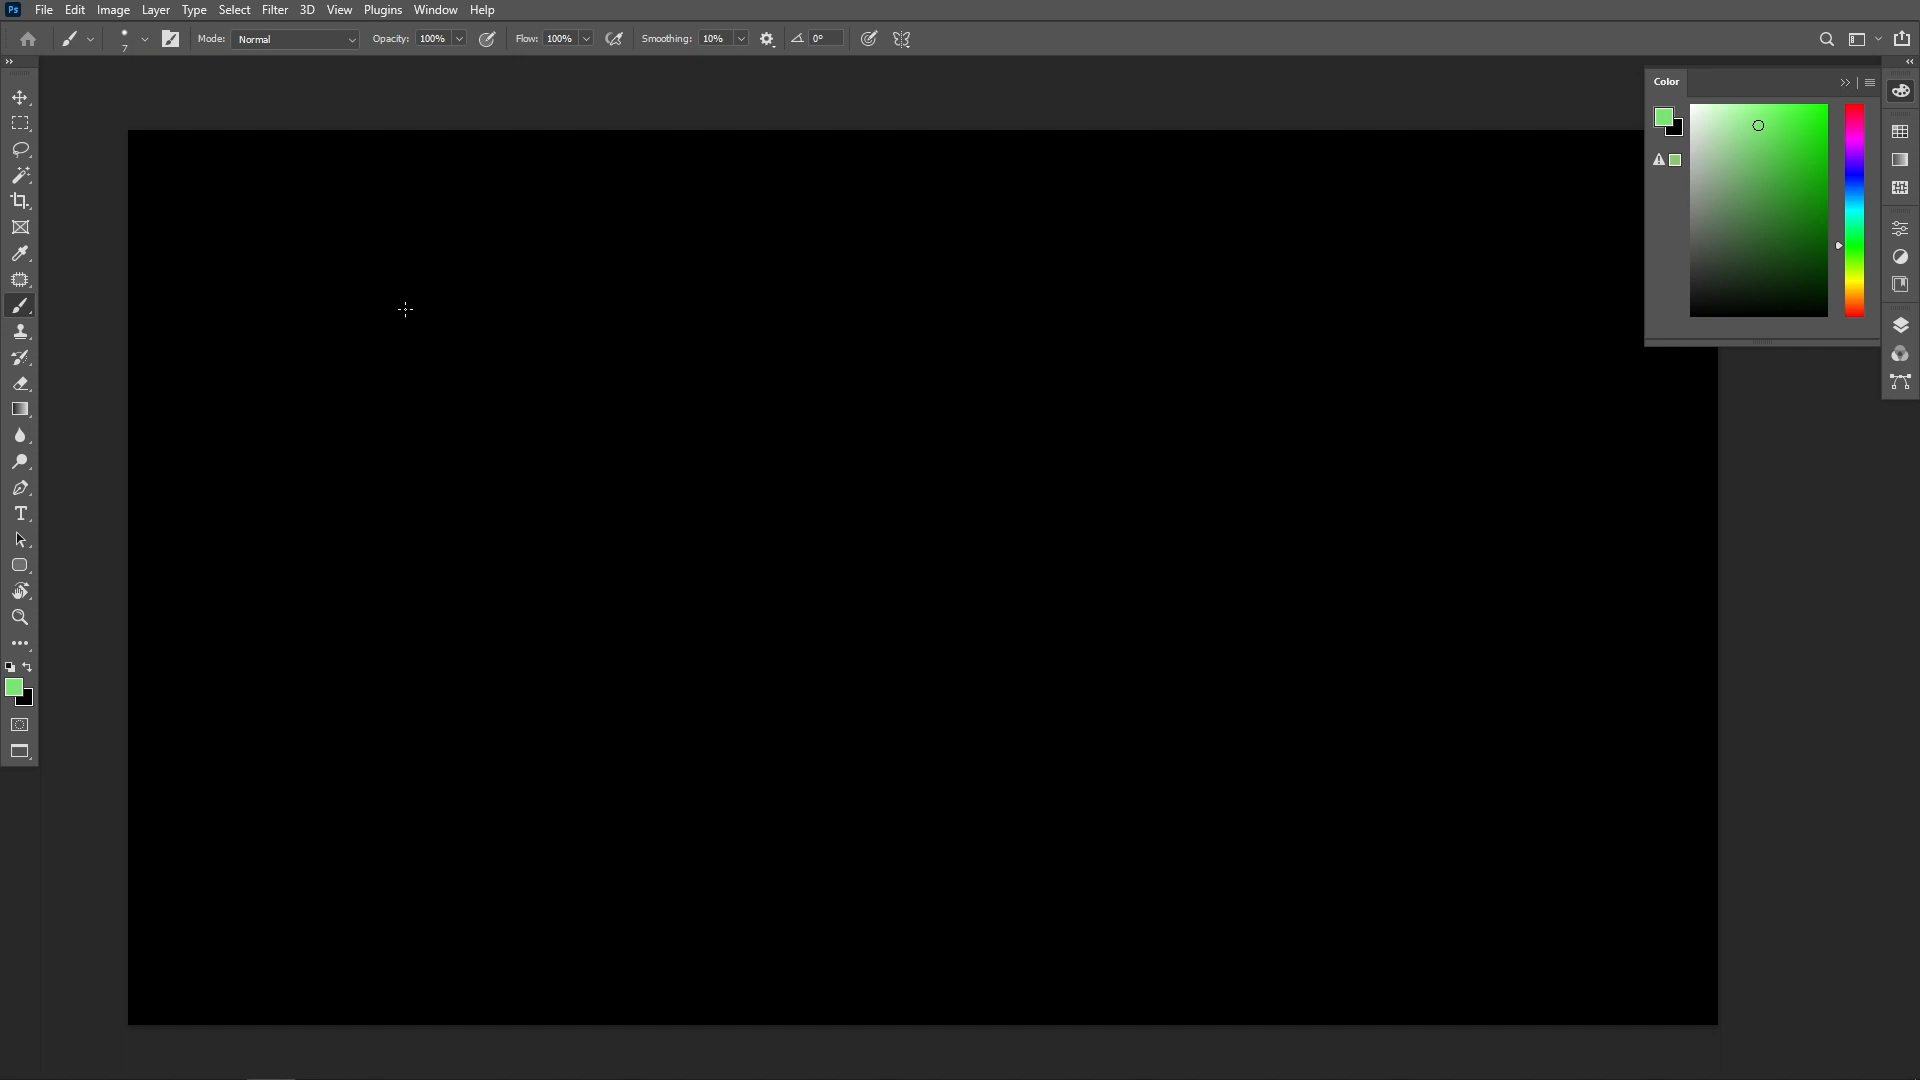 Ps File Edit Image Layer Type Select Filter 3D View Plugins Window Help
7 Mode: Normal Opacity: 100% Flow: 100% Smoothing: 10% 0°
Color
T